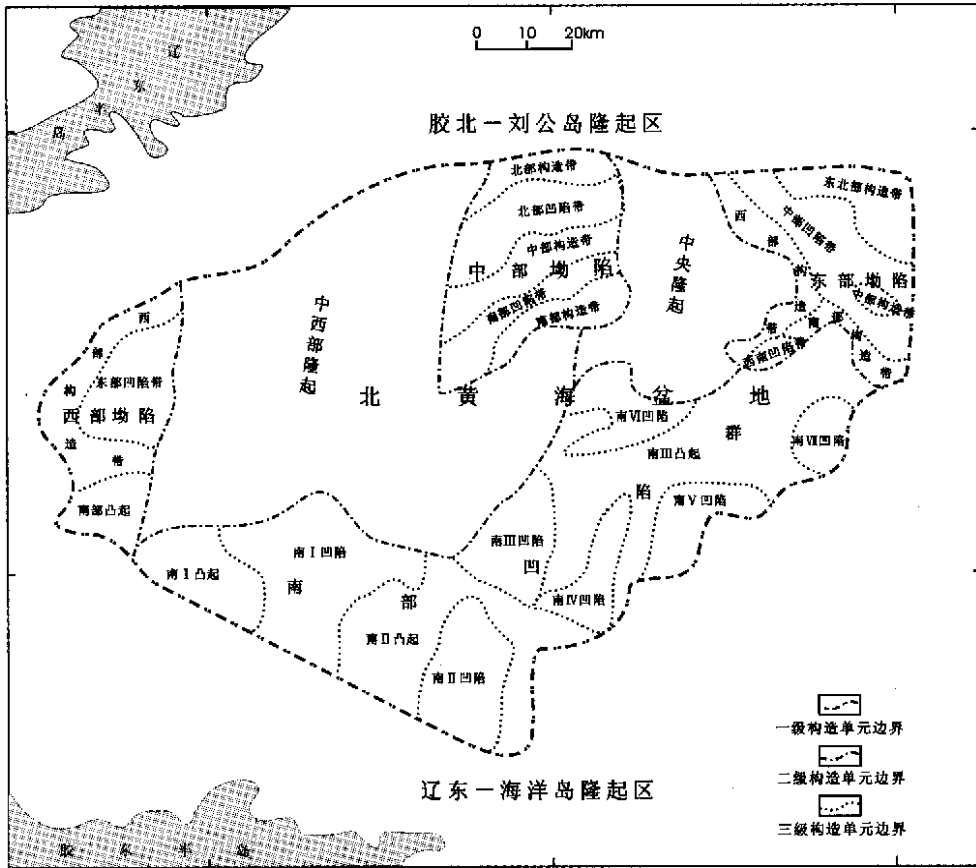 0 10 20km
辽东半岛
胶北－刘公岛隆起区
北部构造带
北部凹陷带
中部构造带
中部坳陷
南部凹陷带
南部构造带
中央隆起
西部构造带
东北部构造带
中南凹陷带
东部坳陷
中部构造带
南部构造带
西南凹陷带
中西部隆起
西部构造带
东部凹陷带
西部坳陷
南部凸起
北黄海盆地
南Ⅵ凹陷
南Ⅲ凸起
南Ⅶ凹陷
南Ⅴ凹陷
南Ⅲ凹陷
南Ⅰ凹陷
南Ⅰ凸起
南部凹陷群
南Ⅳ凹陷
南Ⅱ凸起
南Ⅱ凹陷
一级构造单元边界
二级构造单元边界
三级构造单元边界
辽东－海洋岛隆起区
胶东半岛